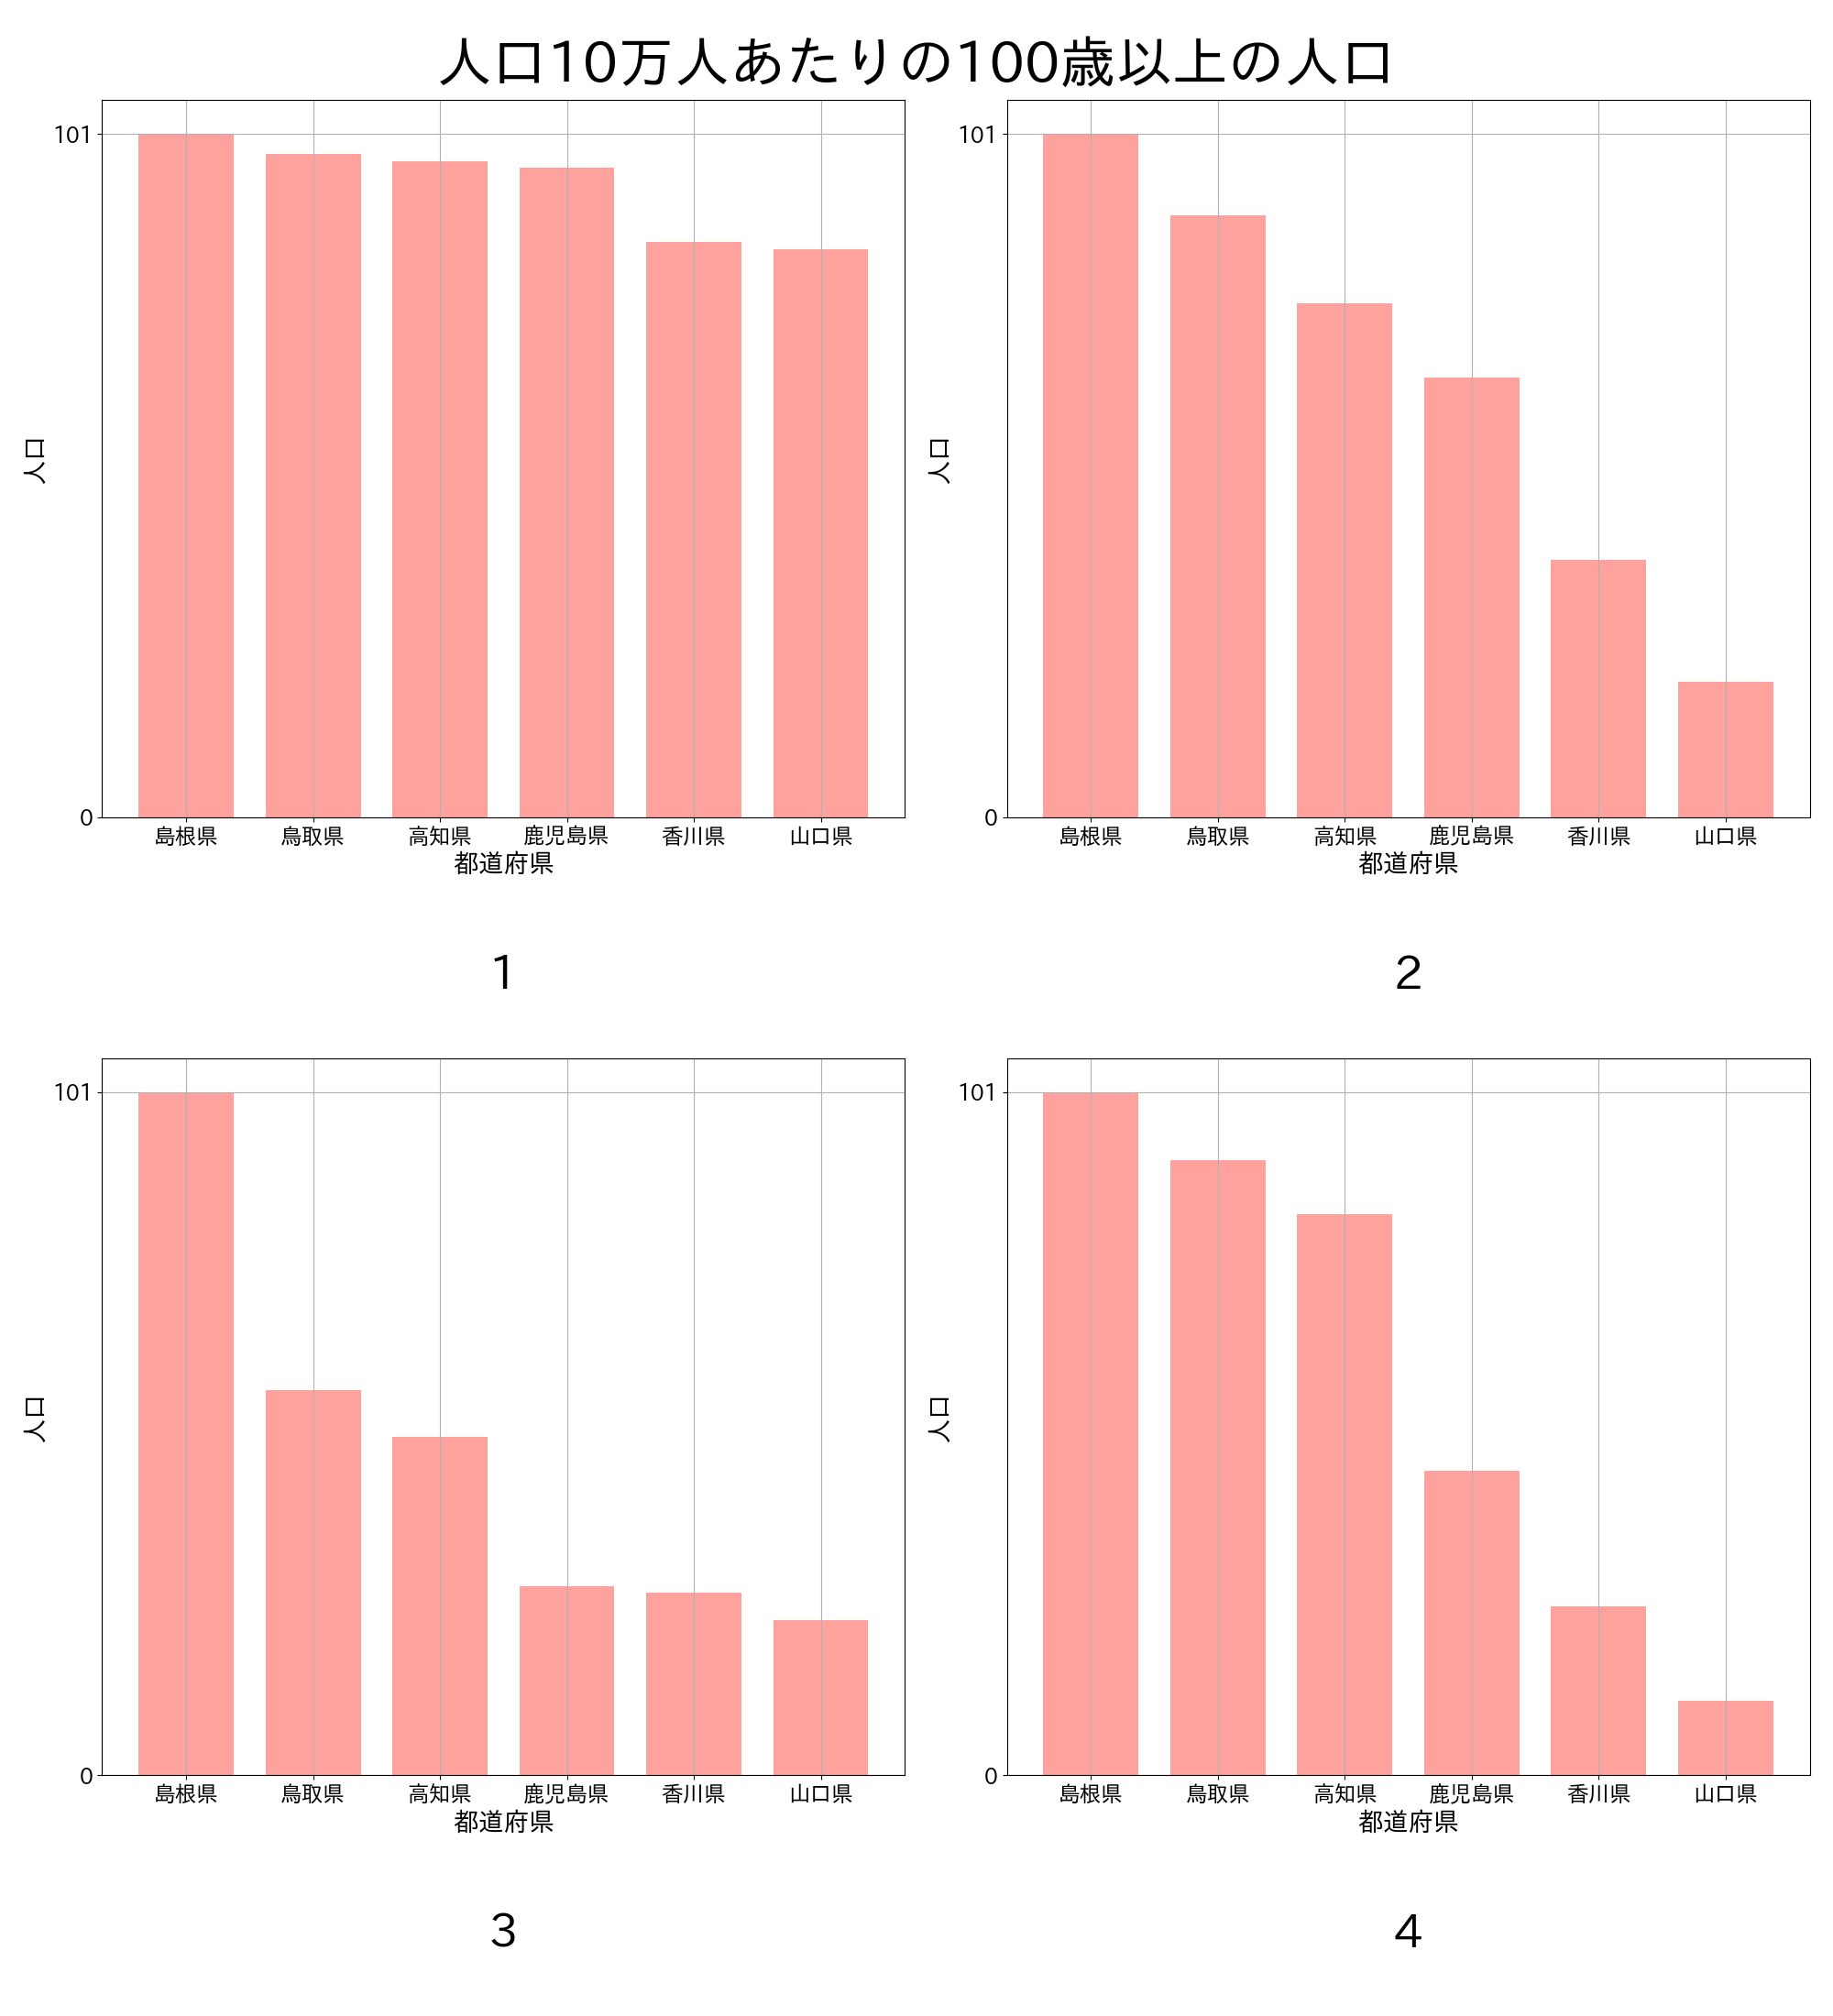 人口10万人あたりの100歳以上の人口
101
0
人口
島根県 鳥取県 高知県 鹿児島県 香川県 山口県
都道府県
1
101
0
人口
島根県 鳥取県 高知県 鹿児島県 香川県 山口県
都道府県
2
101
0
人口
島根県 鳥取県 高知県 鹿児島県 香川県 山口県
都道府県
3
101
0
人口
島根県 鳥取県 高知県 鹿児島県 香川県 山口県
都道府県
4